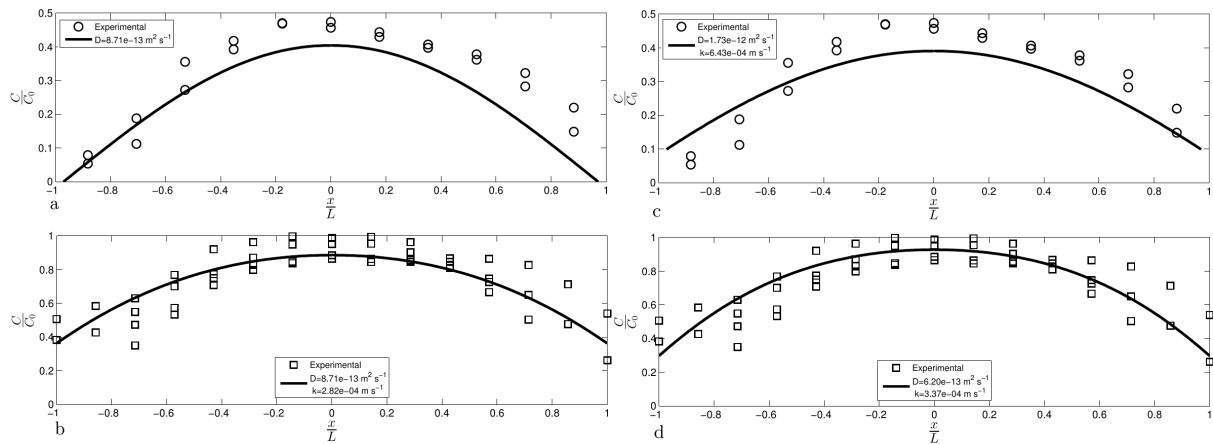 0.5
0.4
0.3
0.2
0.1
0
C/C₀
Experimental
D=8.71e−13 m² s⁻¹
−1 −0.8 −0.6 −0.4 −0.2 0 0.2 0.4 0.6 0.8 1
x/L
a
1
0.8
0.6
0.4
0.2
0
C/C₀
Experimental
D=8.71e−13 m² s⁻¹
k=2.82e−04 m s⁻¹
−1 −0.8 −0.6 −0.4 −0.2 0 0.2 0.4 0.6 0.8 1
x/L
b
0.5
0.4
0.3
0.2
0.1
0
C/C₀
Experimental
D=1.73e−12 m² s⁻¹
k=6.43e−04 m s⁻¹
−1 −0.8 −0.6 −0.4 −0.2 0 0.2 0.4 0.6 0.8 1
x/L
c
1
0.8
0.6
0.4
0.2
0
C/C₀
Experimental
D=6.20e−13 m² s⁻¹
k=3.37e−04 m s⁻¹
−1 −0.8 −0.6 −0.4 −0.2 0 0.2 0.4 0.6 0.8 1
x/L
d